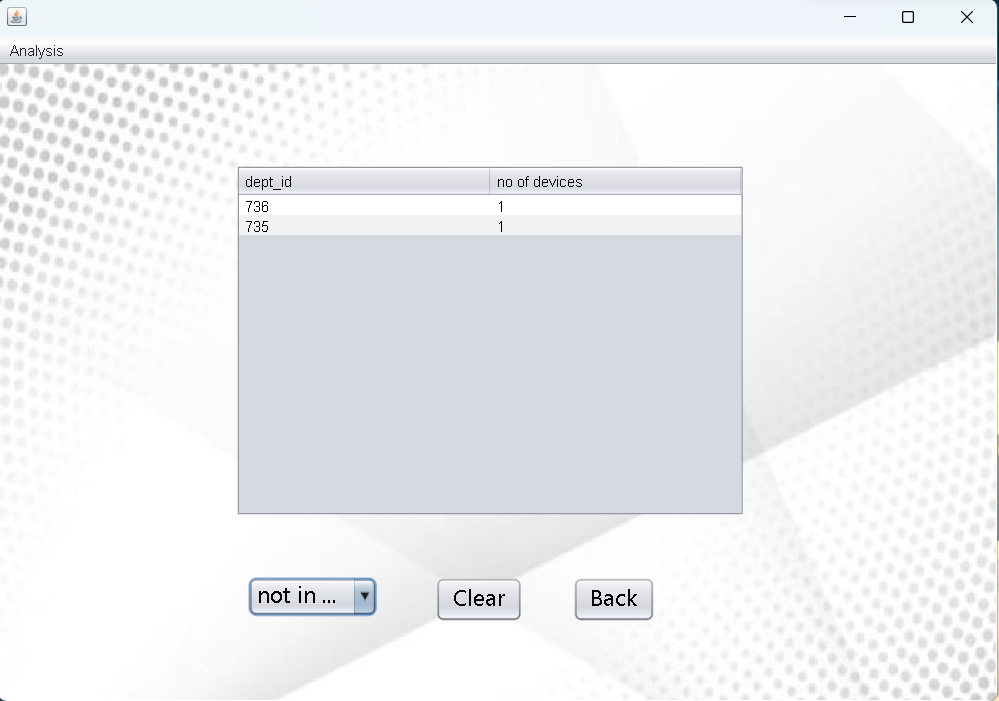 Analysis
dept_id no of devices
736 1
735 1
not in ... Clear Back